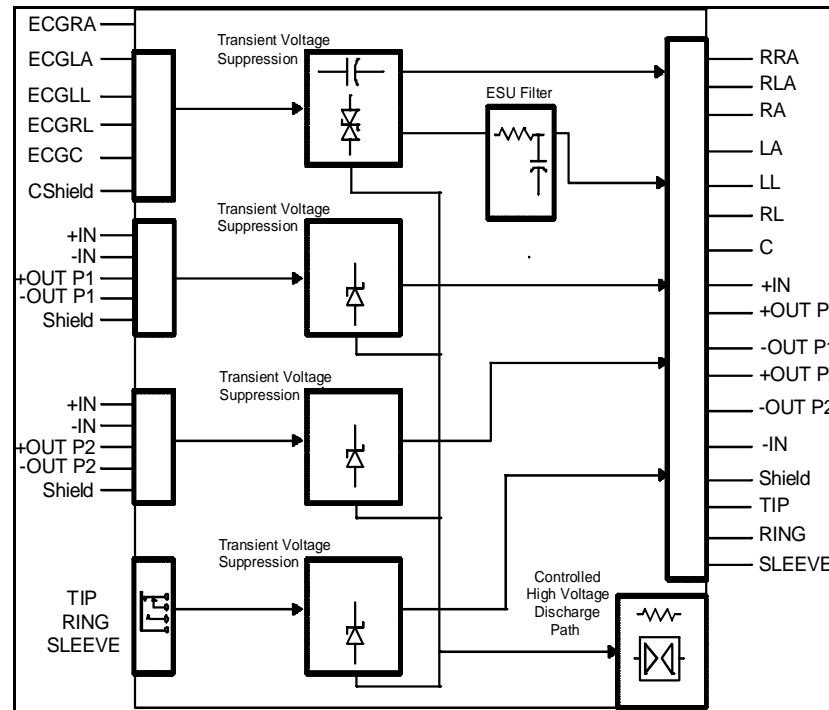 ECGRA
ECGLA
ECGLL
ECGRL
ECGC
CShield
+IN
-IN
+OUT P1
-OUT P1
Shield
+IN
-IN
+OUT P2
-OUT P2
Shield
TIP
RING
SLEEVE
Transient Voltage
Suppression
ESU Filter
Transient Voltage
Suppression
Transient Voltage
Suppression
Transient Voltage
Suppression
Controlled
High Voltage
Discharge
Path
RRA
RLA
RA
LA
LL
RL
C
+IN
+OUT P
-OUT P1
+OUT P2
-OUT P2
-IN
Shield
TIP
RING
SLEEVE